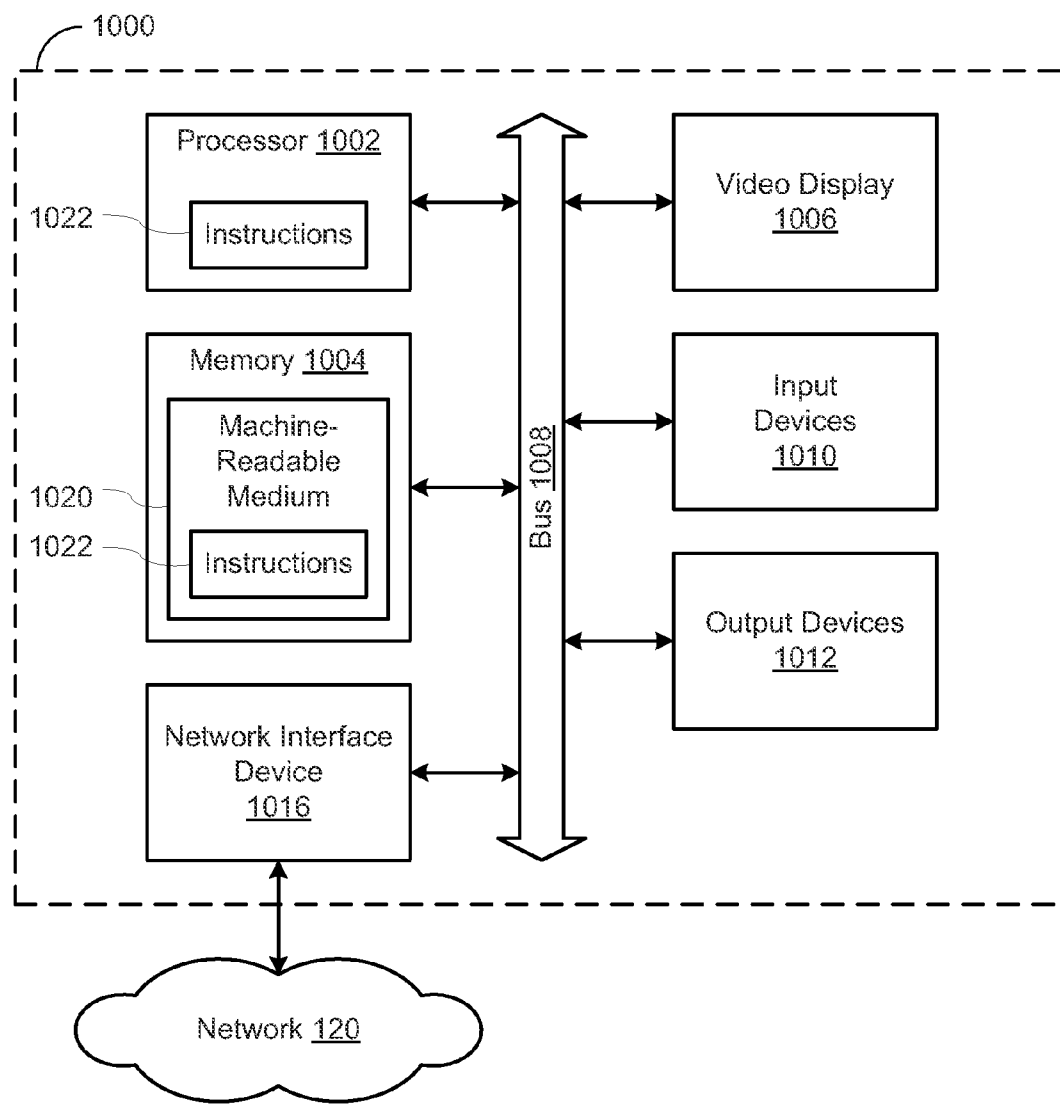 1000
Processor 1002
1022
Instructions
Memory 1004
Machine-
Readable
Medium
1020
1022
Instructions
Network Interface
Device
1016
Bus 1008
Video Display
1006
Input
Devices
1010
Output Devices
1012
Network 120